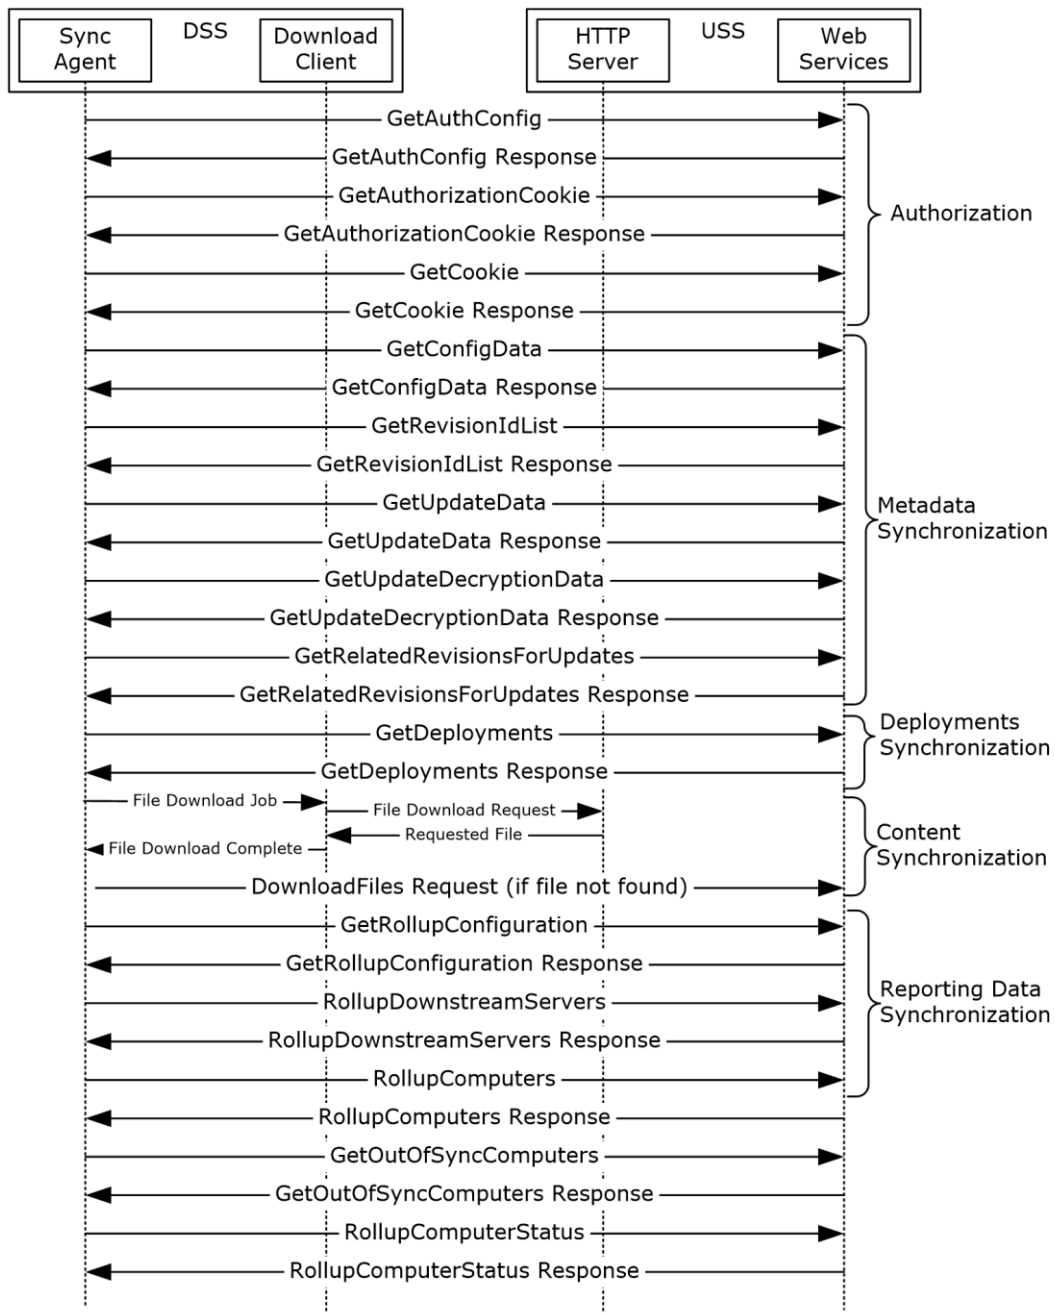 DSS
USS
Sync
Agent
Download
Client
HTTP
Server
Web
Services
GetAuthConfig
GetAuthConfig Response
GetAuthorizationCookie
GetAuthorizationCookie Response
GetCookie
GetCookie Response
Authorization
GetConfigData
GetConfigData Response
GetRevisionIdList
GetRevisionIdList Response
GetUpdateData
GetUpdateData Response
GetUpdateDecryptionData
GetUpdateDecryptionData Response
GetRelatedRevisionsForUpdates
GetRelatedRevisionsForUpdates Response
Metadata
Synchronization
GetDeployments
GetDeployments Response
Deployments
Synchronization
File Download Job
File Download Request
Requested File
File Download Complete
DownloadFiles Request (if file not found)
Content
Synchronization
GetRollupConfiguration
GetRollupConfiguration Response
RollupDownstreamServers
RollupDownstreamServers Response
RollupComputers
Reporting Data
Synchronization
RollupComputers Response
GetOutOfSyncComputers
GetOutOfSyncComputers Response
RollupComputerStatus
RollupComputerStatus Response